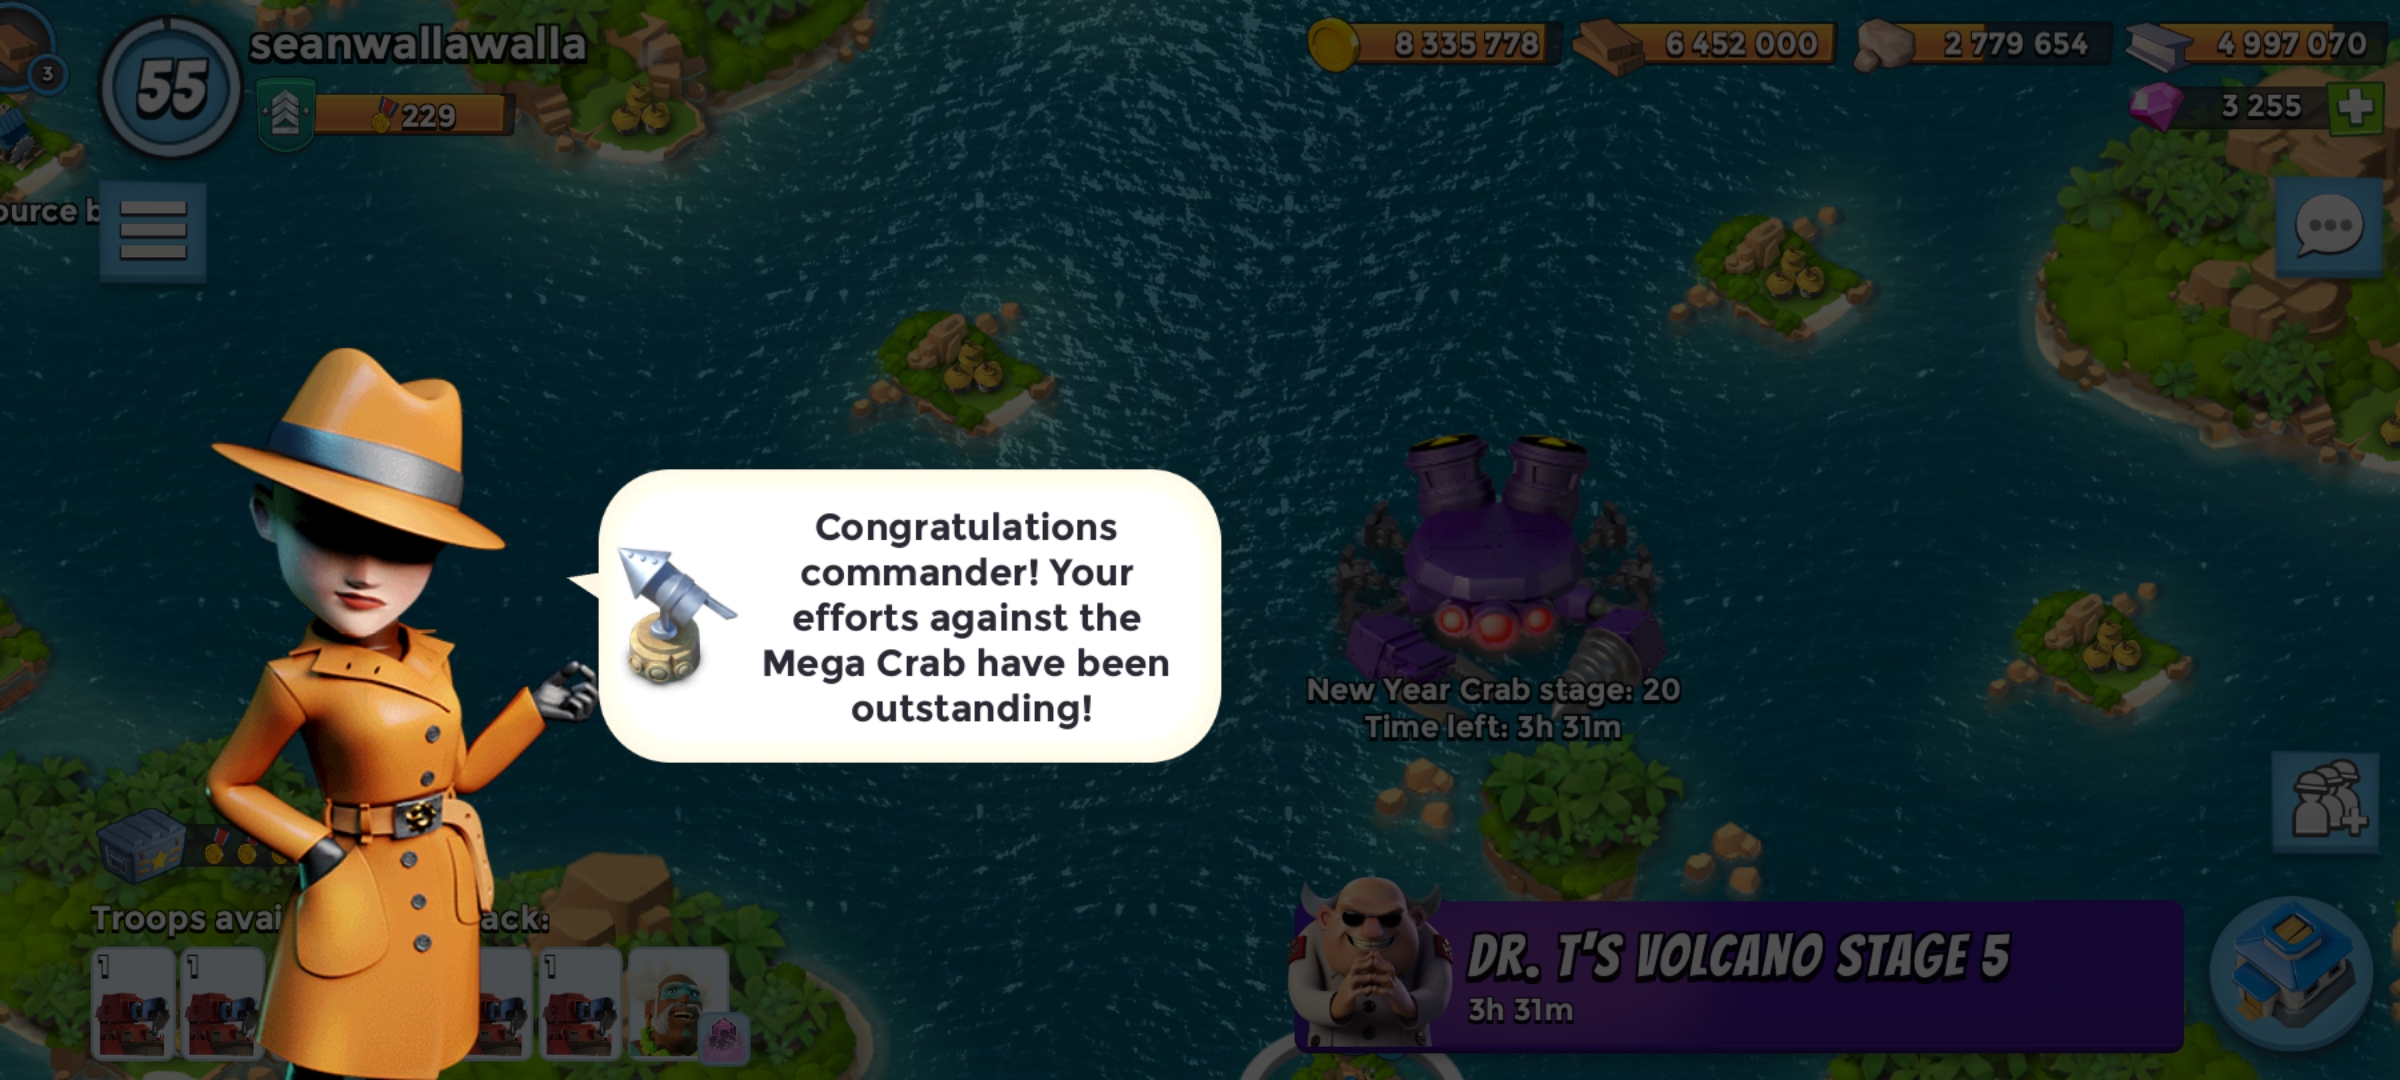 3
55
seanwallawalla
229
8 335 778
6 452 000
2 779 654
4 997 070
3 255
ource b
Congratulations
commander! Your
efforts against the
Mega Crab have been
outstanding!
New Year Crab stage: 20
Time left: 3h 31m
Troops avai
ack:
1
1
1
DR. T'S VOLCANO STAGE 5
3h 31m